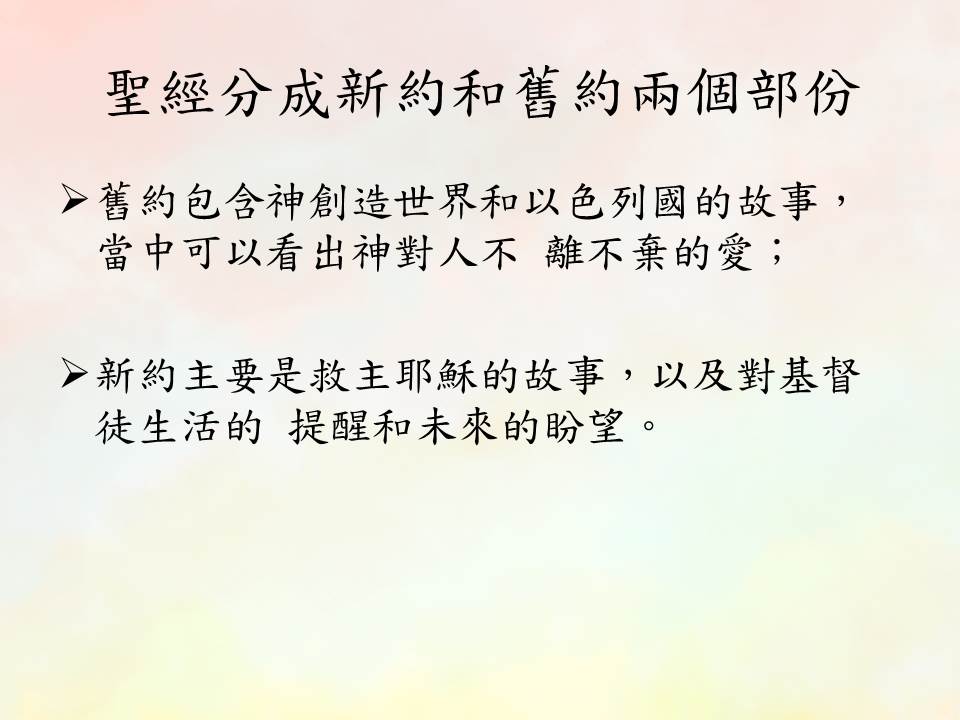 聖經分成新約和舊約兩個部份
➢舊約包含神創造世界和以色列國的故事，
當中可以看出神對人不 離不棄的愛；
➢新約主要是救主耶穌的故事，以及對基督
徒生活的 提醒和未來的盼望。